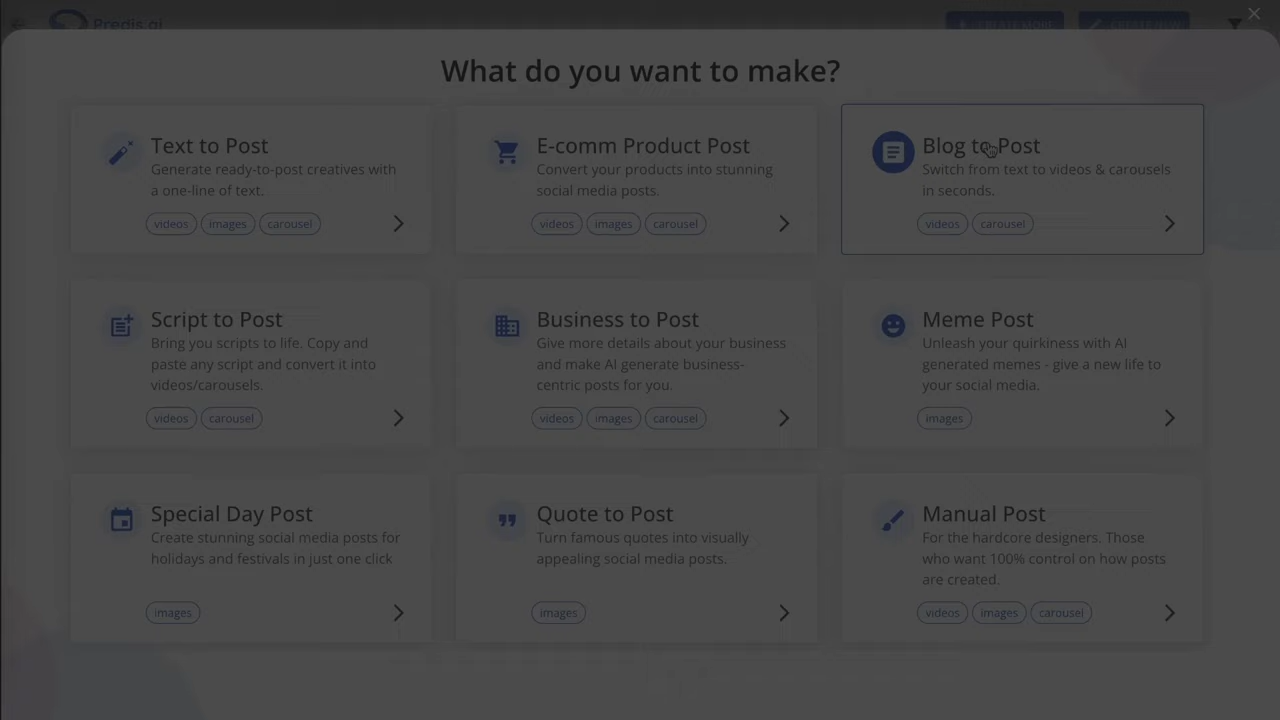 Predis.ai
CREATE MORE
CREATE NEW
What do you want to make?
Text to Post
Generate ready-to-post creatives with
a one-line of text.
videos images carousel
E-comm Product Post
Convert your products into stunning
social media posts.
videos images carousel
Blog to Post
Switch from text to videos & carousels
in seconds.
videos carousel
Script to Post
Bring you scripts to life. Copy and
paste any script and convert it into
videos/carousels.
videos carousel
Business to Post
Give more details about your business
and make AI generate business-
centric posts for you.
videos images carousel
Meme Post
Unleash your quirkiness with AI
generated memes - give a new life to
your social media.
images
Special Day Post
Create stunning social media posts for
holidays and festivals in just one click
images
Quote to Post
Turn famous quotes into visually
appealing social media posts.
images
Manual Post
For the hardcore designers. Those
who want 100% control on how posts
are created.
videos images carousel